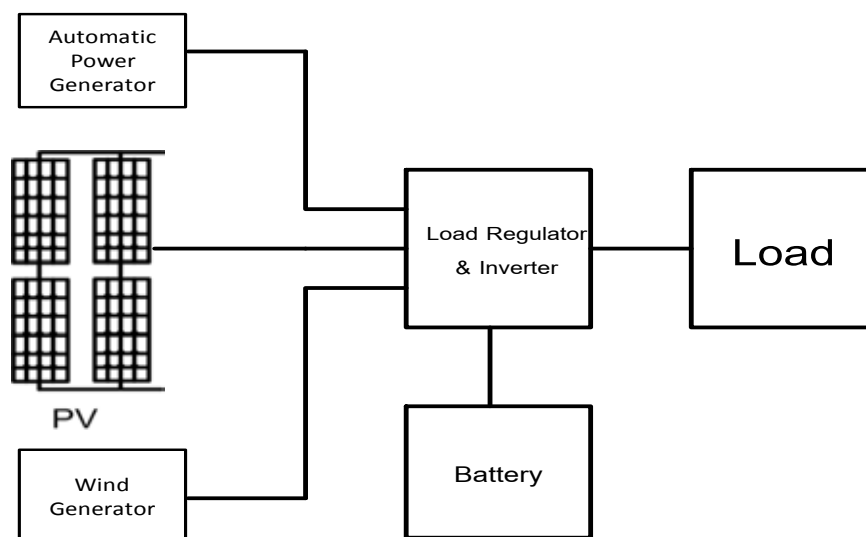 Automatic
Power
Generator
Load Regulator
& Inverter
Load
PV
Battery
Wind
Generator